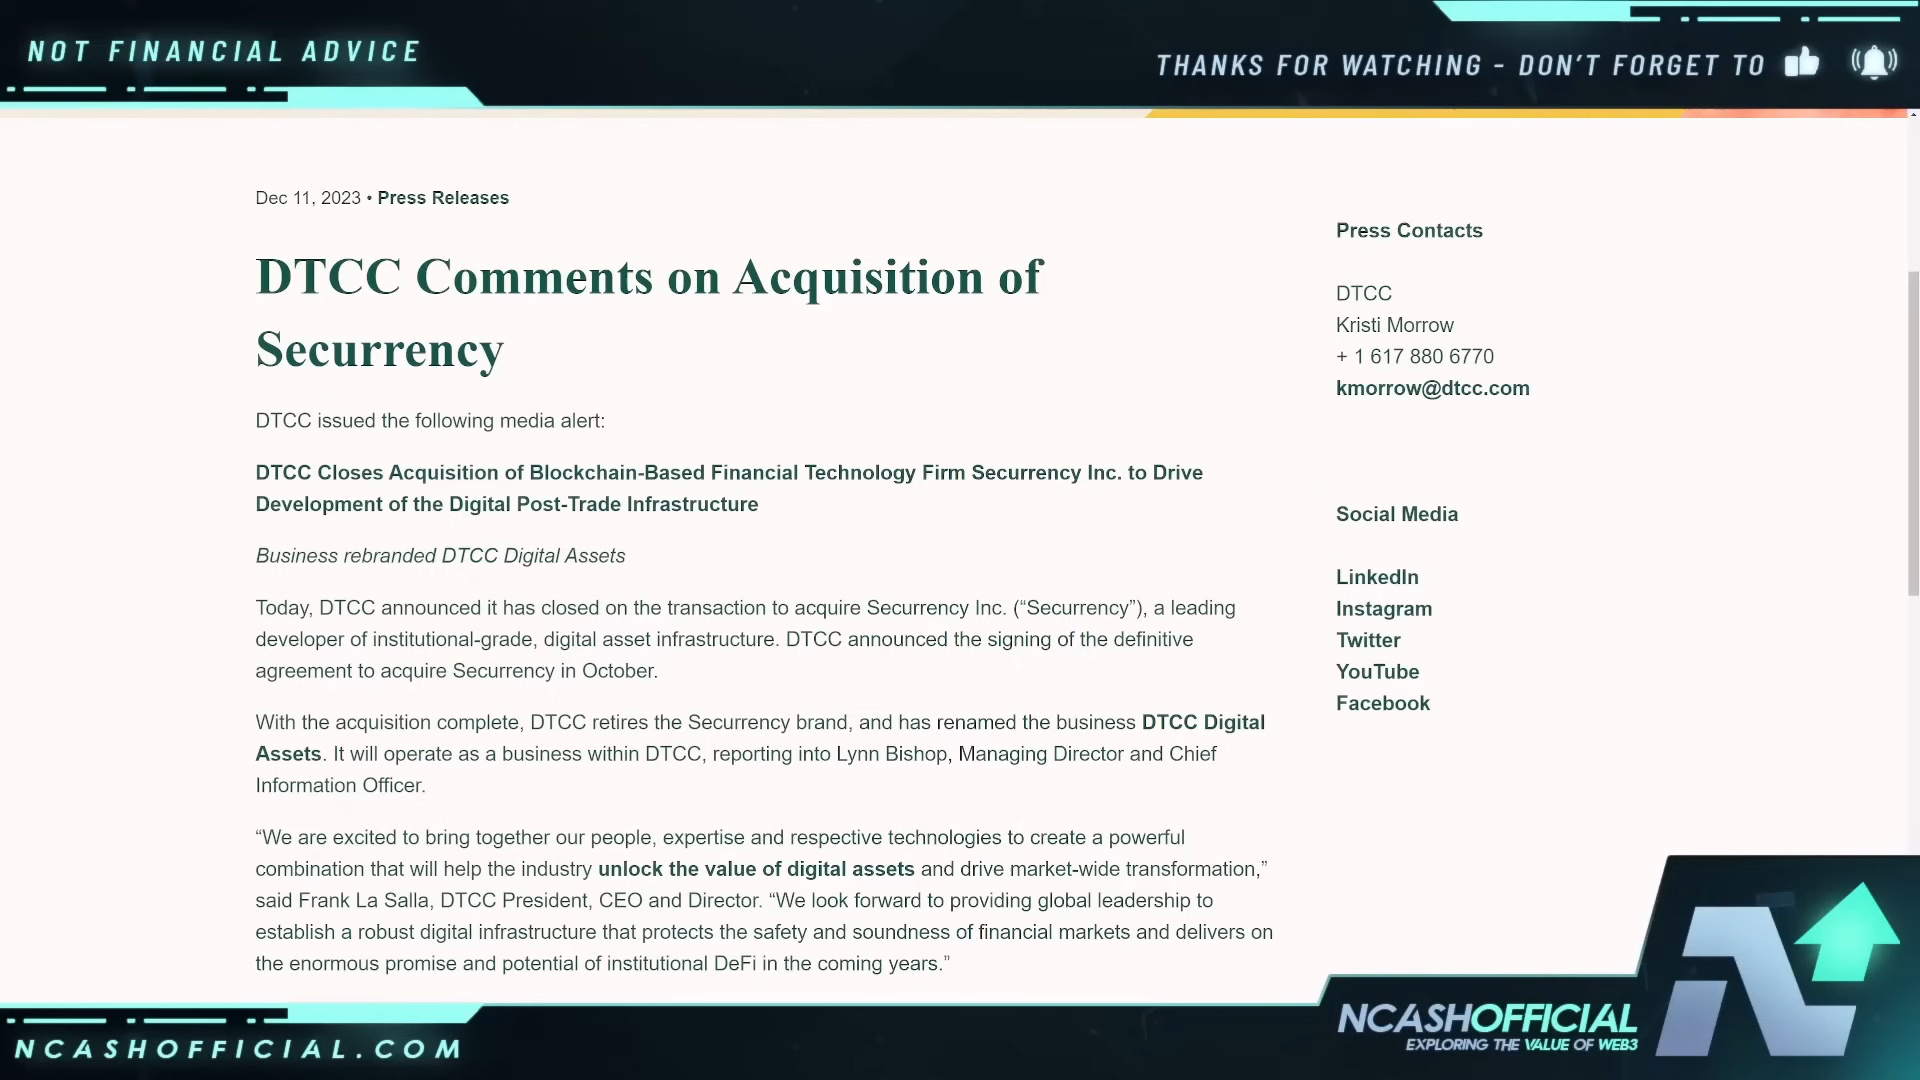 NOT FINANCIAL ADVICE
THANKS FOR WATCHING - DON'T FORGET TO
Dec 11, 2023 • Press Releases
DTCC Comments on Acquisition of
Securrency
DTCC issued the following media alert:
DTCC Closes Acquisition of Blockchain-Based Financial Technology Firm Securrency Inc. to Drive
Development of the Digital Post-Trade Infrastructure
Business rebranded DTCC Digital Assets
Today, DTCC announced it has closed on the transaction to acquire Securrency Inc. (“Securrency”), a leading
developer of institutional-grade, digital asset infrastructure. DTCC announced the signing of the definitive
agreement to acquire Securrency in October.
With the acquisition complete, DTCC retires the Securrency brand, and has renamed the business DTCC Digital
Assets. It will operate as a business within DTCC, reporting into Lynn Bishop, Managing Director and Chief
Information Officer.
“We are excited to bring together our people, expertise and respective technologies to create a powerful
combination that will help the industry unlock the value of digital assets and drive market-wide transformation,”
said Frank La Salla, DTCC President, CEO and Director. “We look forward to providing global leadership to
establish a robust digital infrastructure that protects the safety and soundness of financial markets and delivers on
the enormous promise and potential of institutional DeFi in the coming years.”
Press Contacts
DTCC
Kristi Morrow
+ 1 617 880 6770
kmorrow@dtcc.com
Social Media
LinkedIn
Instagram
Twitter
YouTube
Facebook
NCASHOFFICIAL.COM
NCASHOFFICIAL
EXPLORING THE VALUE OF WEB3